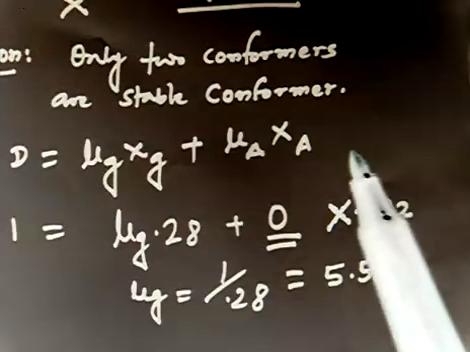 on: Only two conformers
are stable conformer.
D = μg xg + μA xA
1 = μg.28 + 0 x
μg = 1/.28 = 5.5